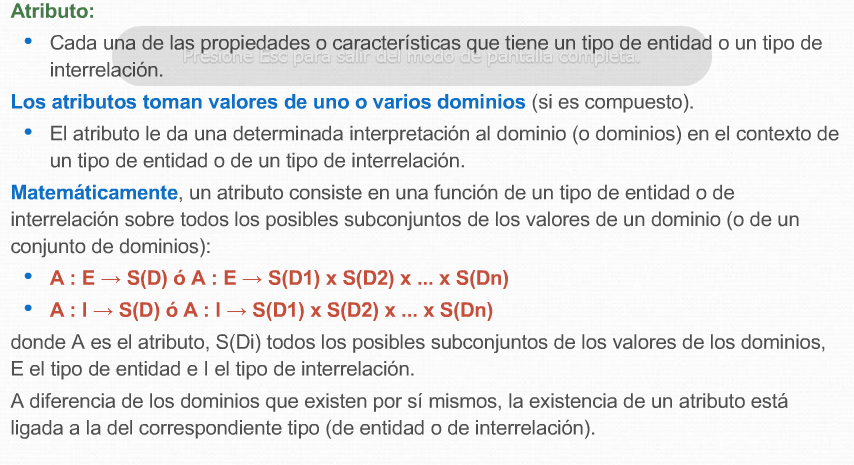 Atributo:
• Cada una de las propiedades o características que tiene un tipo de entidad o un tipo de
interrelación.
Presione Esc para salir del modo de pantalla completa.
Los atributos toman valores de uno o varios dominios (si es compuesto).
• El atributo le da una determinada interpretación al dominio (o dominios) en el contexto de
un tipo de entidad o de un tipo de interrelación.
Matemáticamente, un atributo consiste en una función de un tipo de entidad o de
interrelación sobre todos los posibles subconjuntos de los valores de un dominio (o de un
conjunto de dominios):
• A : E → S(D) ó A : E → S(D1) x S(D2) x ... x S(Dn)
• A : I → S(D) ó A : I → S(D1) x S(D2) x ... x S(Dn)
donde A es el atributo, S(Di) todos los posibles subconjuntos de los valores de los dominios,
E el tipo de entidad e I el tipo de interrelación.
A diferencia de los dominios que existen por sí mismos, la existencia de un atributo está
ligada a la del correspondiente tipo (de entidad o de interrelación).